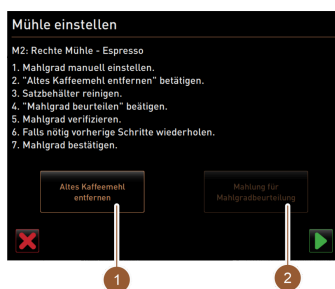 Mühle einstellen
M2: Rechte Mühle - Espresso
1. Mahlgrad manuell einstellen.
2. "Altes Kaffeemehl entfernen" betätigen.
3. Satzbehälter reinigen.
4. "Mahlgrad beurteilen" beätigen.
5. Mahlgrad verifizieren.
6. Falls nötig vorherige Schritte wiederholen.
7. Mahlgrad bestätigen.
Altes Kaffeemehl
entfernen
Mahlung für
Mahlgradbeurteilung
1
2